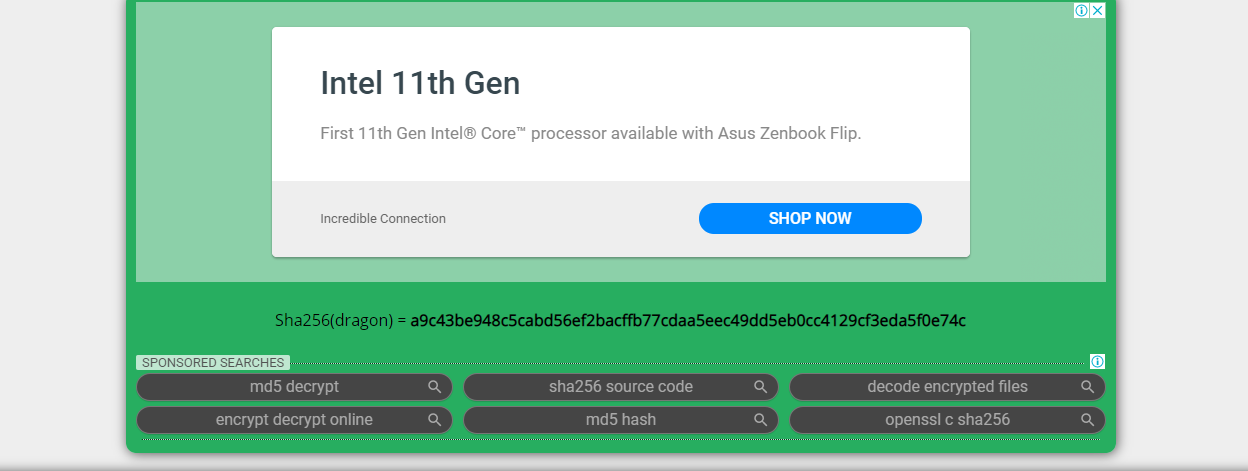 Intel 11th Gen
First 11th Gen Intel® Core™ processor available with Asus Zenbook Flip.
Incredible Connection
SHOP NOW
Sha256(dragon) = a9c43be948c5cabd56ef2bacffb77cdaa5eec49dd5eb0cc4129cf3eda5f0e74c
SPONSORED SEARCHES
md5 decrypt
sha256 source code
decode encrypted files
encrypt decrypt online
md5 hash
openssl c sha256